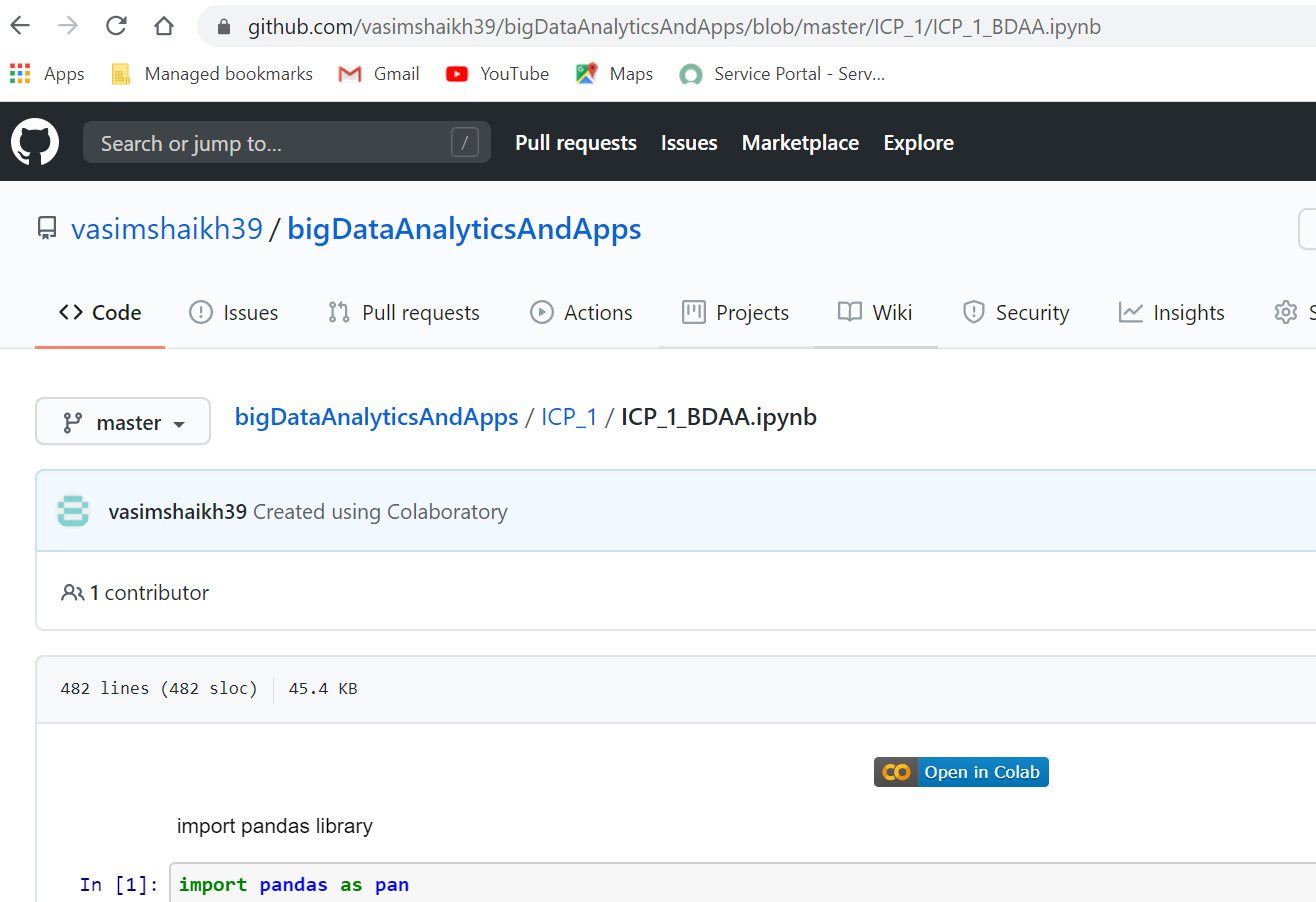 github.com/vasimshaikh39/bigDataAnalyticsAndApps/blob/master/ICP_1/ICP_1_BDAA.ipynb
Apps Managed bookmarks Gmail YouTube Maps Service Portal - Serv...
Search or jump to... / Pull requests Issues Marketplace Explore
vasimshaikh39 / bigDataAnalyticsAndApps
<> Code Issues Pull requests Actions Projects Wiki Security Insights S
master bigDataAnalyticsAndApps / ICP_1 / ICP_1_BDAA.ipynb
vasimshaikh39 Created using Colaboratory
1 contributor
482 lines (482 sloc) 45.4 KB
CO Open in Colab
import pandas library
In [1]: import pandas as pan